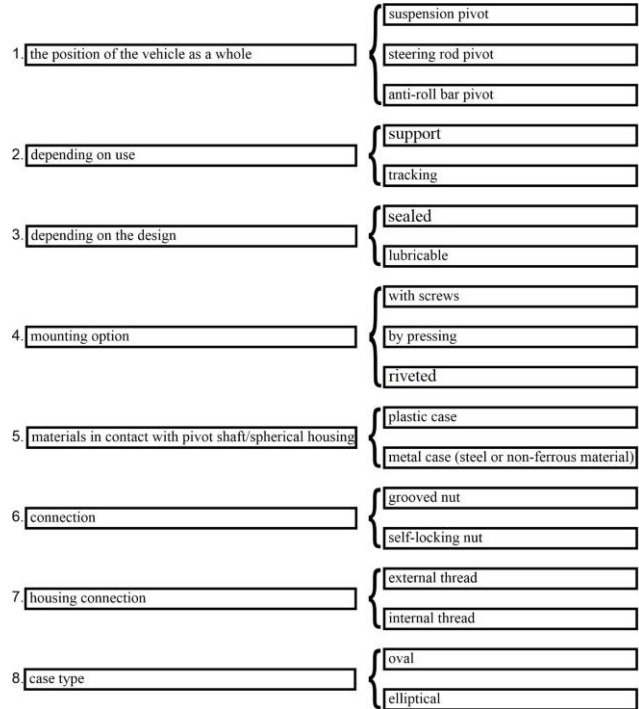 suspension pivot
1. the position of the vehicle as a whole
steering rod pivot
anti-roll bar pivot
support
2. depending on use
tracking
sealed
3. depending on the design
lubricable
with screws
4. mounting option
by pressing
riveted
plastic case
5. materials in contact with pivot shaft/spherical housing
metal case (steel or non-ferrous material)
grooved nut
6. connection
self-locking nut
external thread
7. housing connection
internal thread
oval
8. case type
elliptical